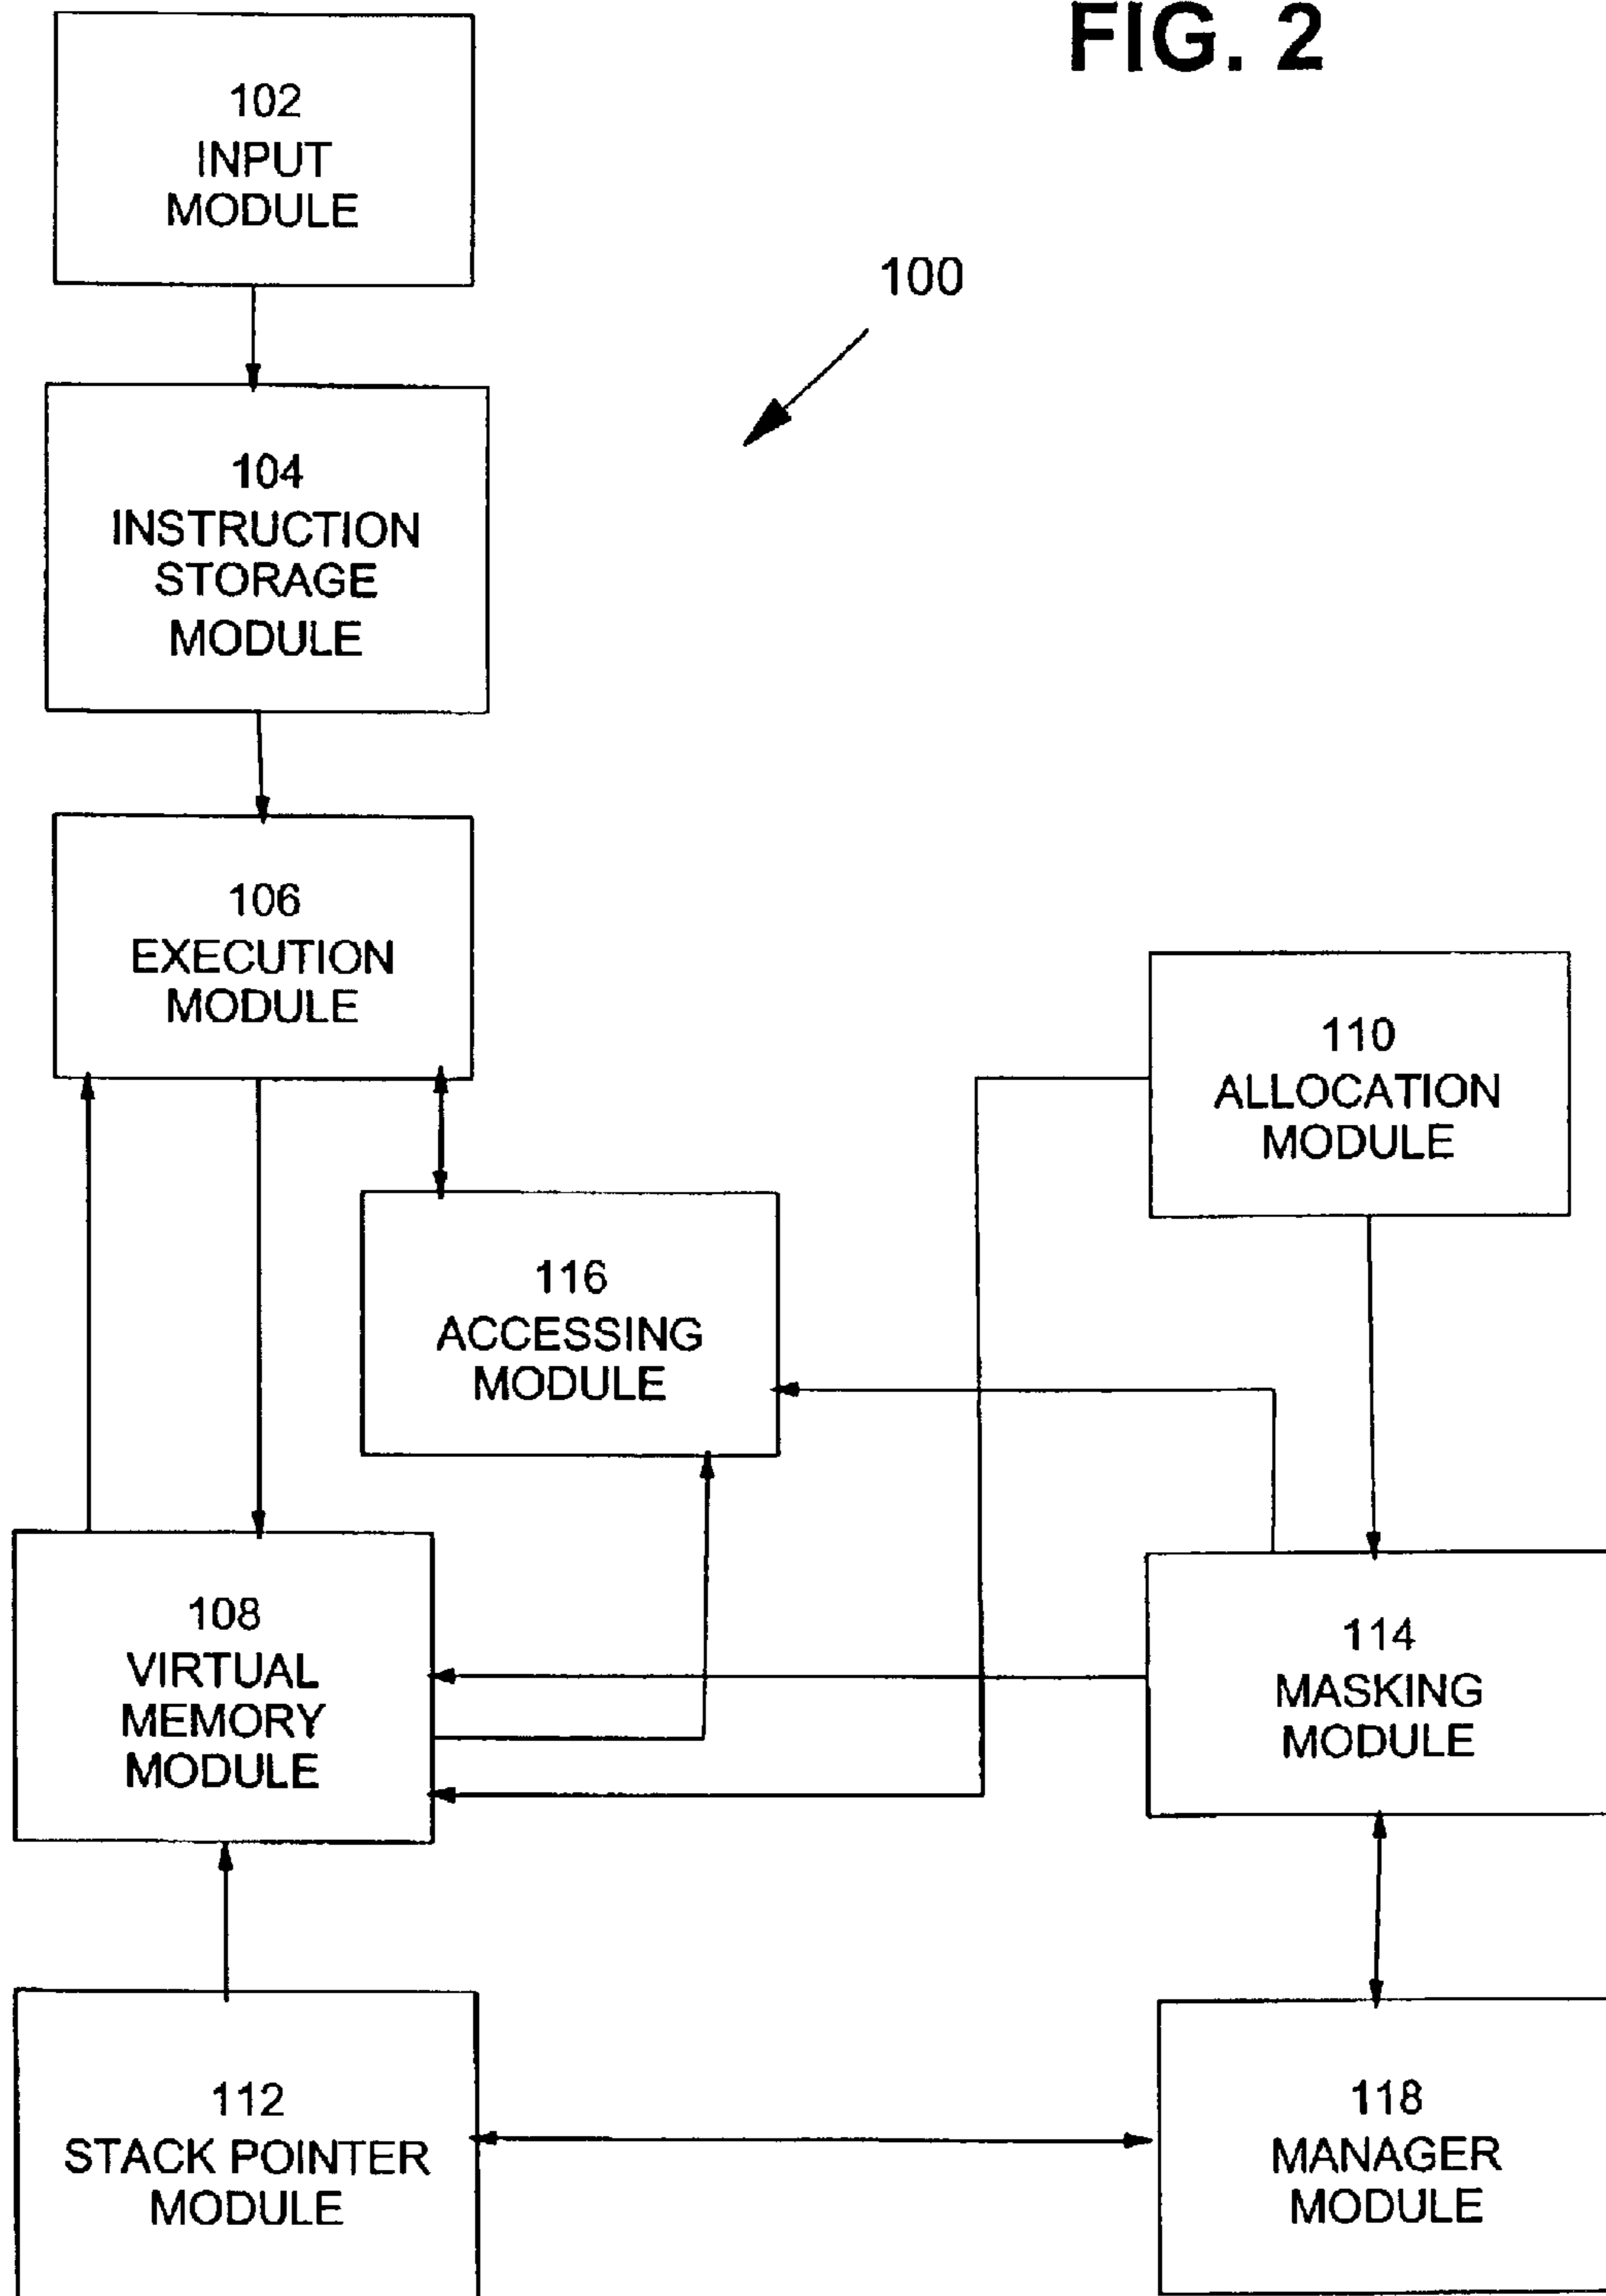 FIG. 2
102
INPUT
MODULE
100
104
INSTRUCTION
STORAGE
MODULE
106
EXECUTION
MODULE
110
ALLOCATION
MODULE
116
ACCESSING
MODULE
108
VIRTUAL
MEMORY
MODULE
114
MASKING
MODULE
112
STACK POINTER
MODULE
118
MANAGER
MODULE